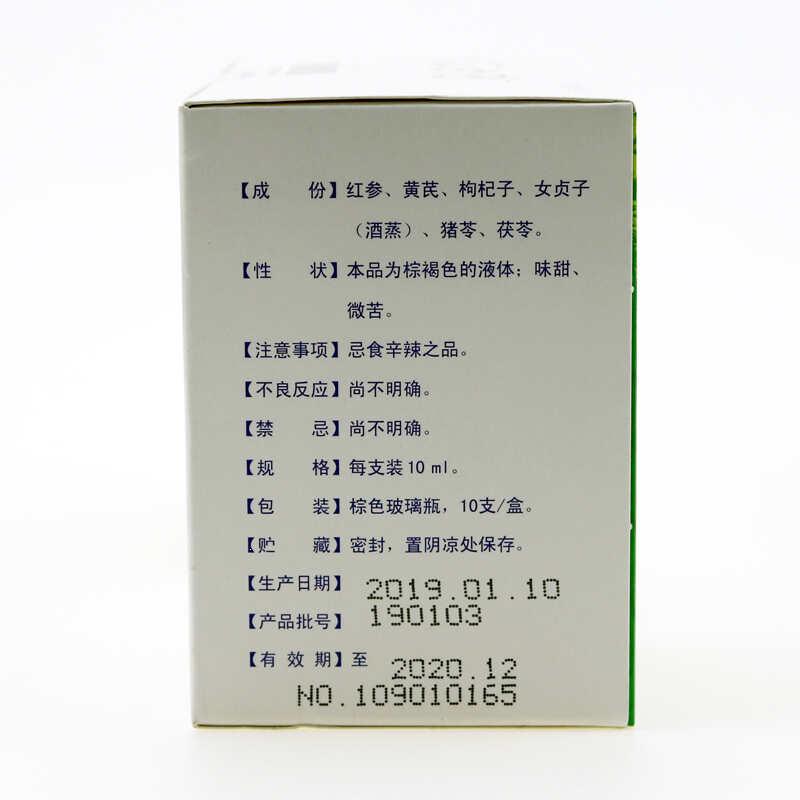 【成 份】红参、黄芪、枸杞子、女贞子
（酒蒸）、猪苓、茯苓。
【性 状】本品为棕褐色的液体；味甜、
微苦。
【注意事项】忌食辛辣之品。
【不良反应】尚不明确。
【禁 忌】尚不明确。
【规 格】每支装10ml。
【包 装】棕色玻璃瓶，10支/盒。
【贮 藏】密封，置阴凉处保存。
【生产日期】2019.01.10
【产品批号】190103
【有 效 期】至 2020.12
NO.109010165